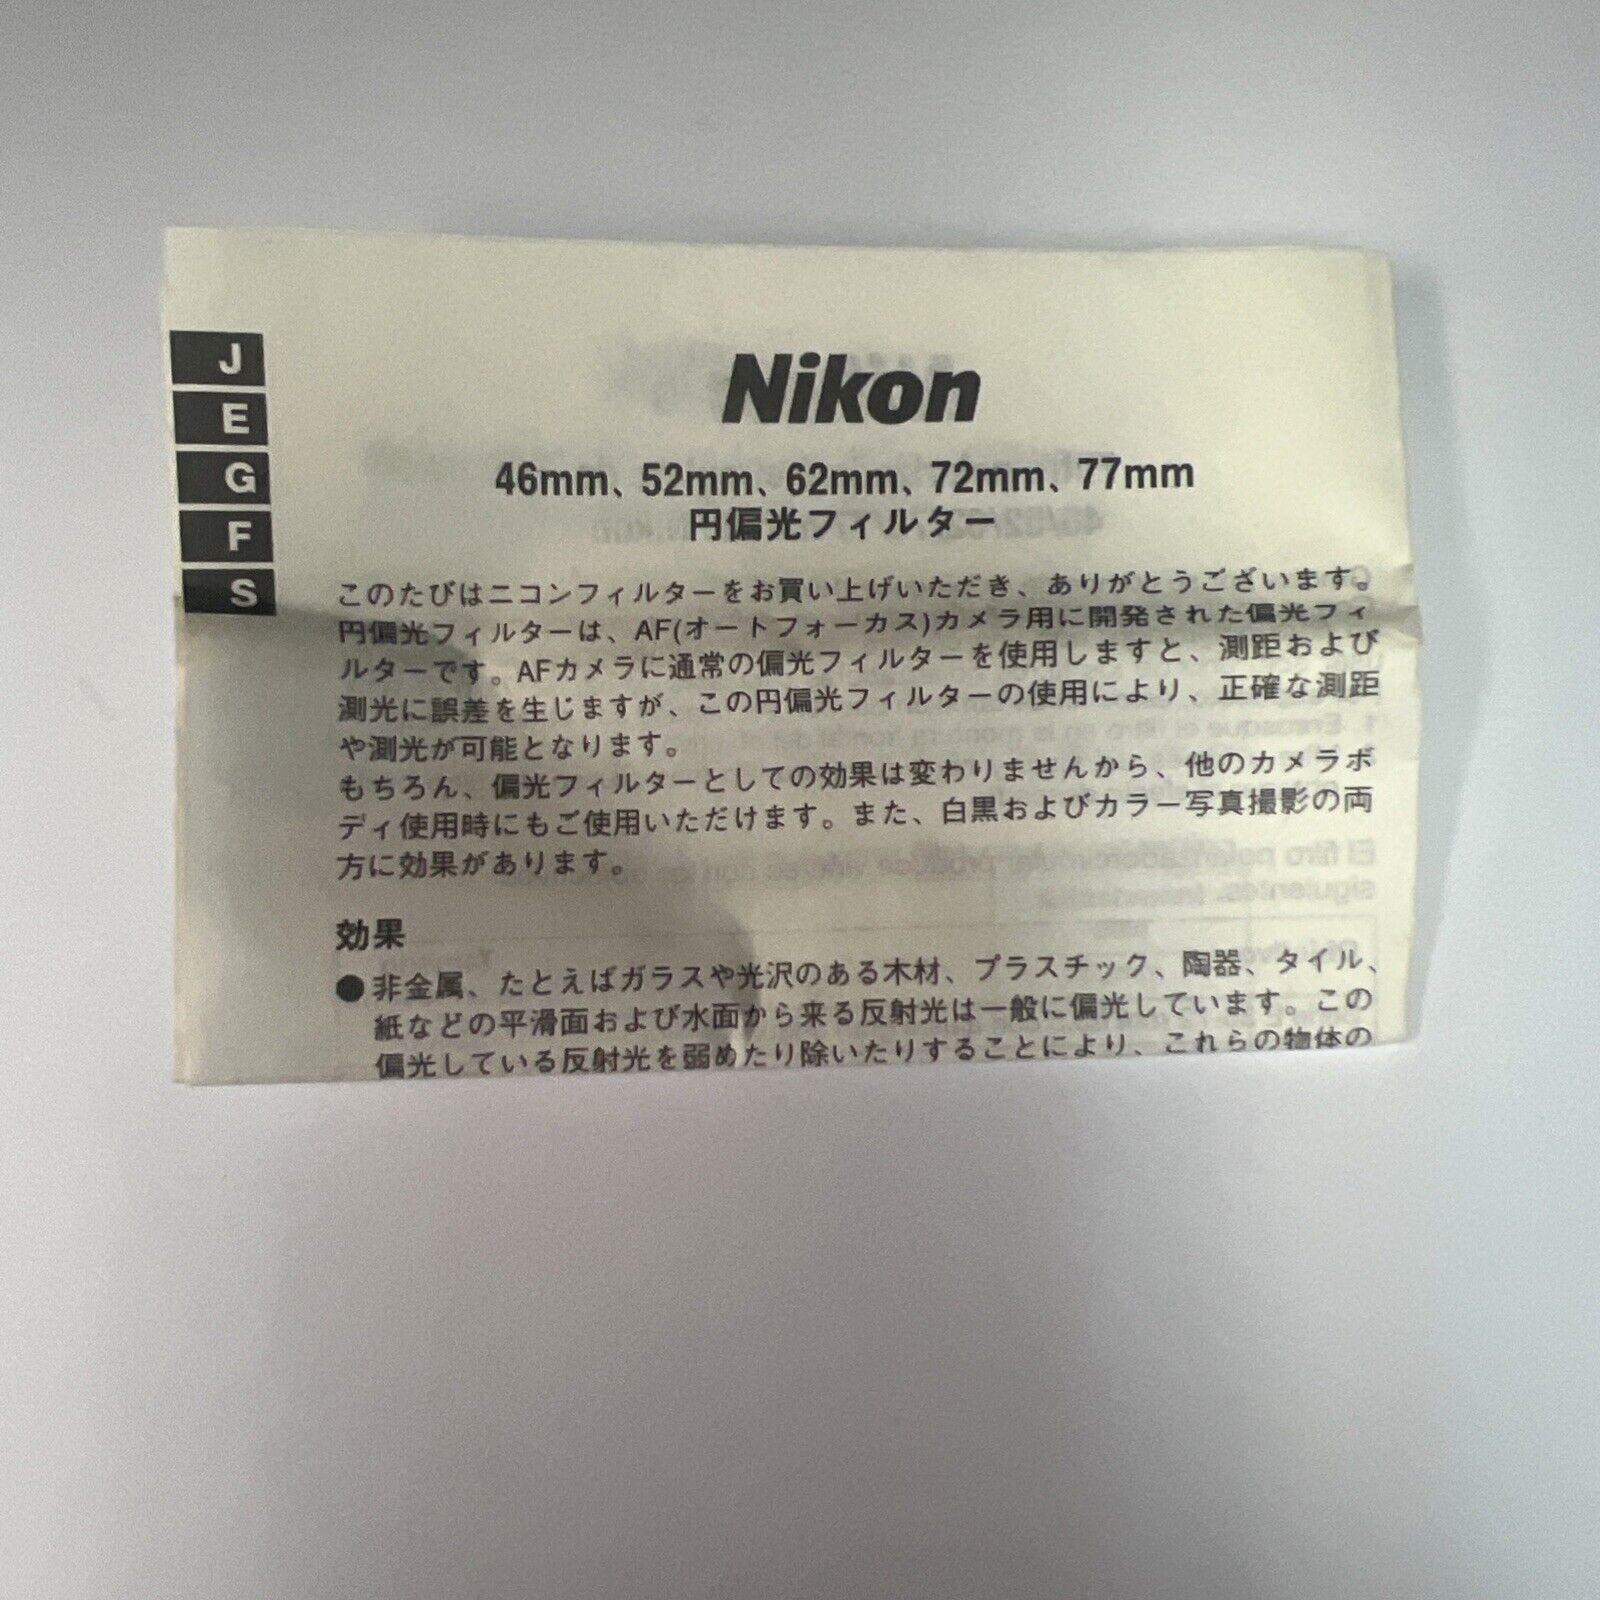 J
E
G
F
S
Nikon
46mm、52mm、62mm、72mm、77mm
円偏光フィルター
このたびはニコンフィルターをお買い上げいただき、ありがとうございます。
円偏光フィルターは、AF(オートフォーカス)カメラ用に開発された偏光フィ
ルターです。AFカメラに通常の偏光フィルターを使用しますと、測距および
測光に誤差を生じますが、この円偏光フィルターの使用により、正確な測距
や測光が可能となります。
もちろん、偏光フィルターとしての効果は変わりませんから、他のカメラボ
ディ使用時にもご使用いただけます。また、白黒およびカラー写真撮影の両
方に効果があります。
効果
●非金属、たとえばガラスや光沢のある木材、プラスチック、陶器、タイル、
紙などの平滑面および水面から来る反射光は一般に偏光しています。この
偏光している反射光を弱めたり除いたりすることにより、これらの物体の